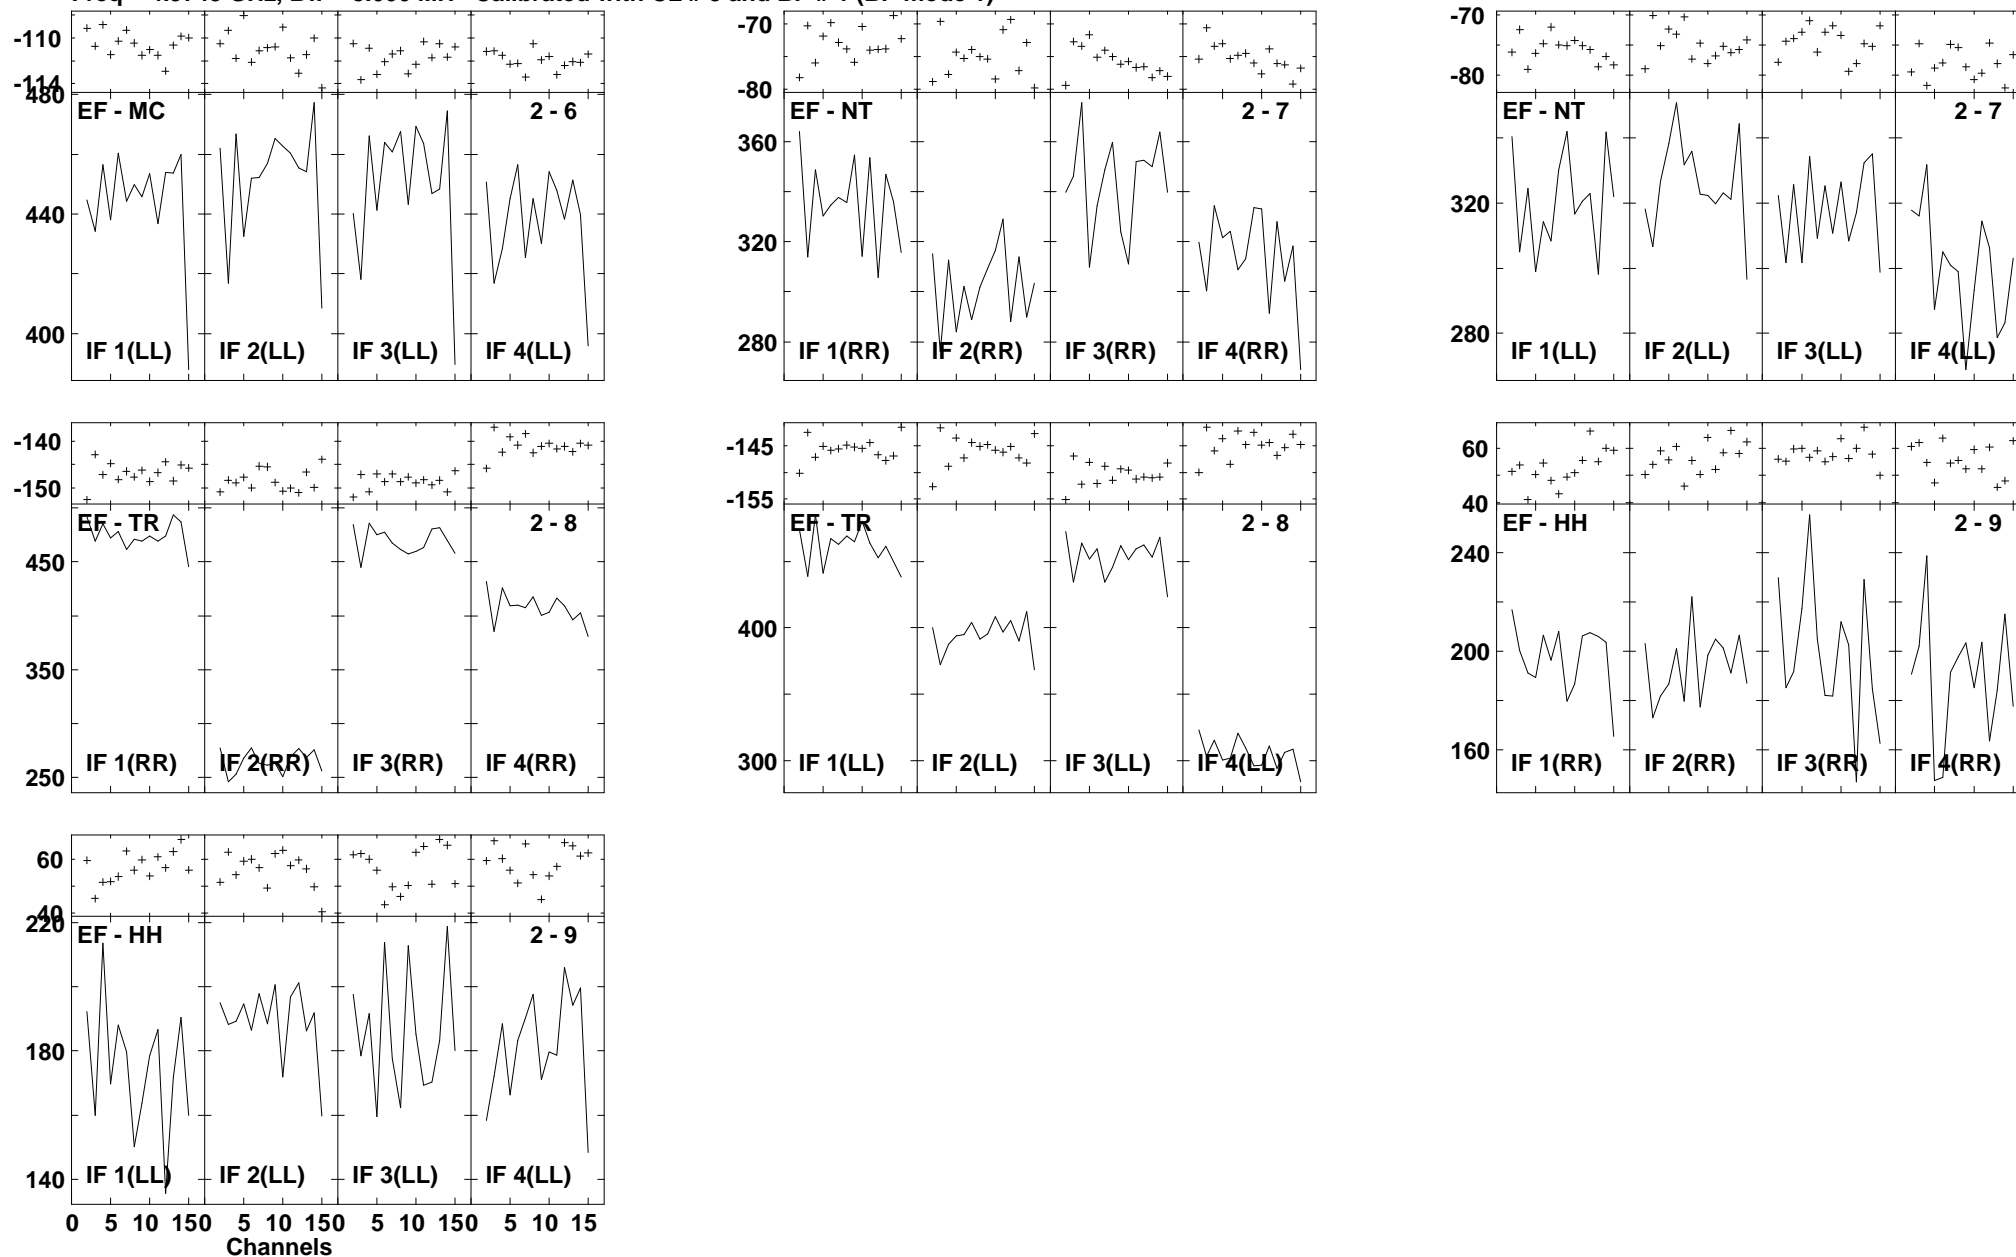 -110
-114
480
EF - MC
2 - 6
440
400
IF 1(LL)
IF 2(LL)
IF 3(LL)
IF 4(LL)
-70
-80
EF - NT
2 - 7
360
320
280
IF 1(RR)
IF 2(RR)
IF 3(RR)
IF 4(RR)
-70
-80
EF - NT
2 - 7
320
280
IF 1(LL)
IF 2(LL)
IF 3(LL)
IF 4(LL)
-140
-150
EF - TR
2 - 8
450
350
250
IF 1(RR)
IF 2(RR)
IF 3(RR)
IF 4(RR)
-145
-155
EF - TR
2 - 8
400
300
IF 1(LL)
IF 2(LL)
IF 3(LL)
IF 4(LL)
60
40
EF - HH
2 - 9
240
200
160
IF 1(RR)
IF 2(RR)
IF 3(RR)
IF 4(RR)
60
40
220
EF - HH
2 - 9
180
140
IF 1(LL)
IF 2(LL)
IF 3(LL)
IF 4(LL)
0 5 10 150 5 10 150 5 10 150 5 10 15
Channels